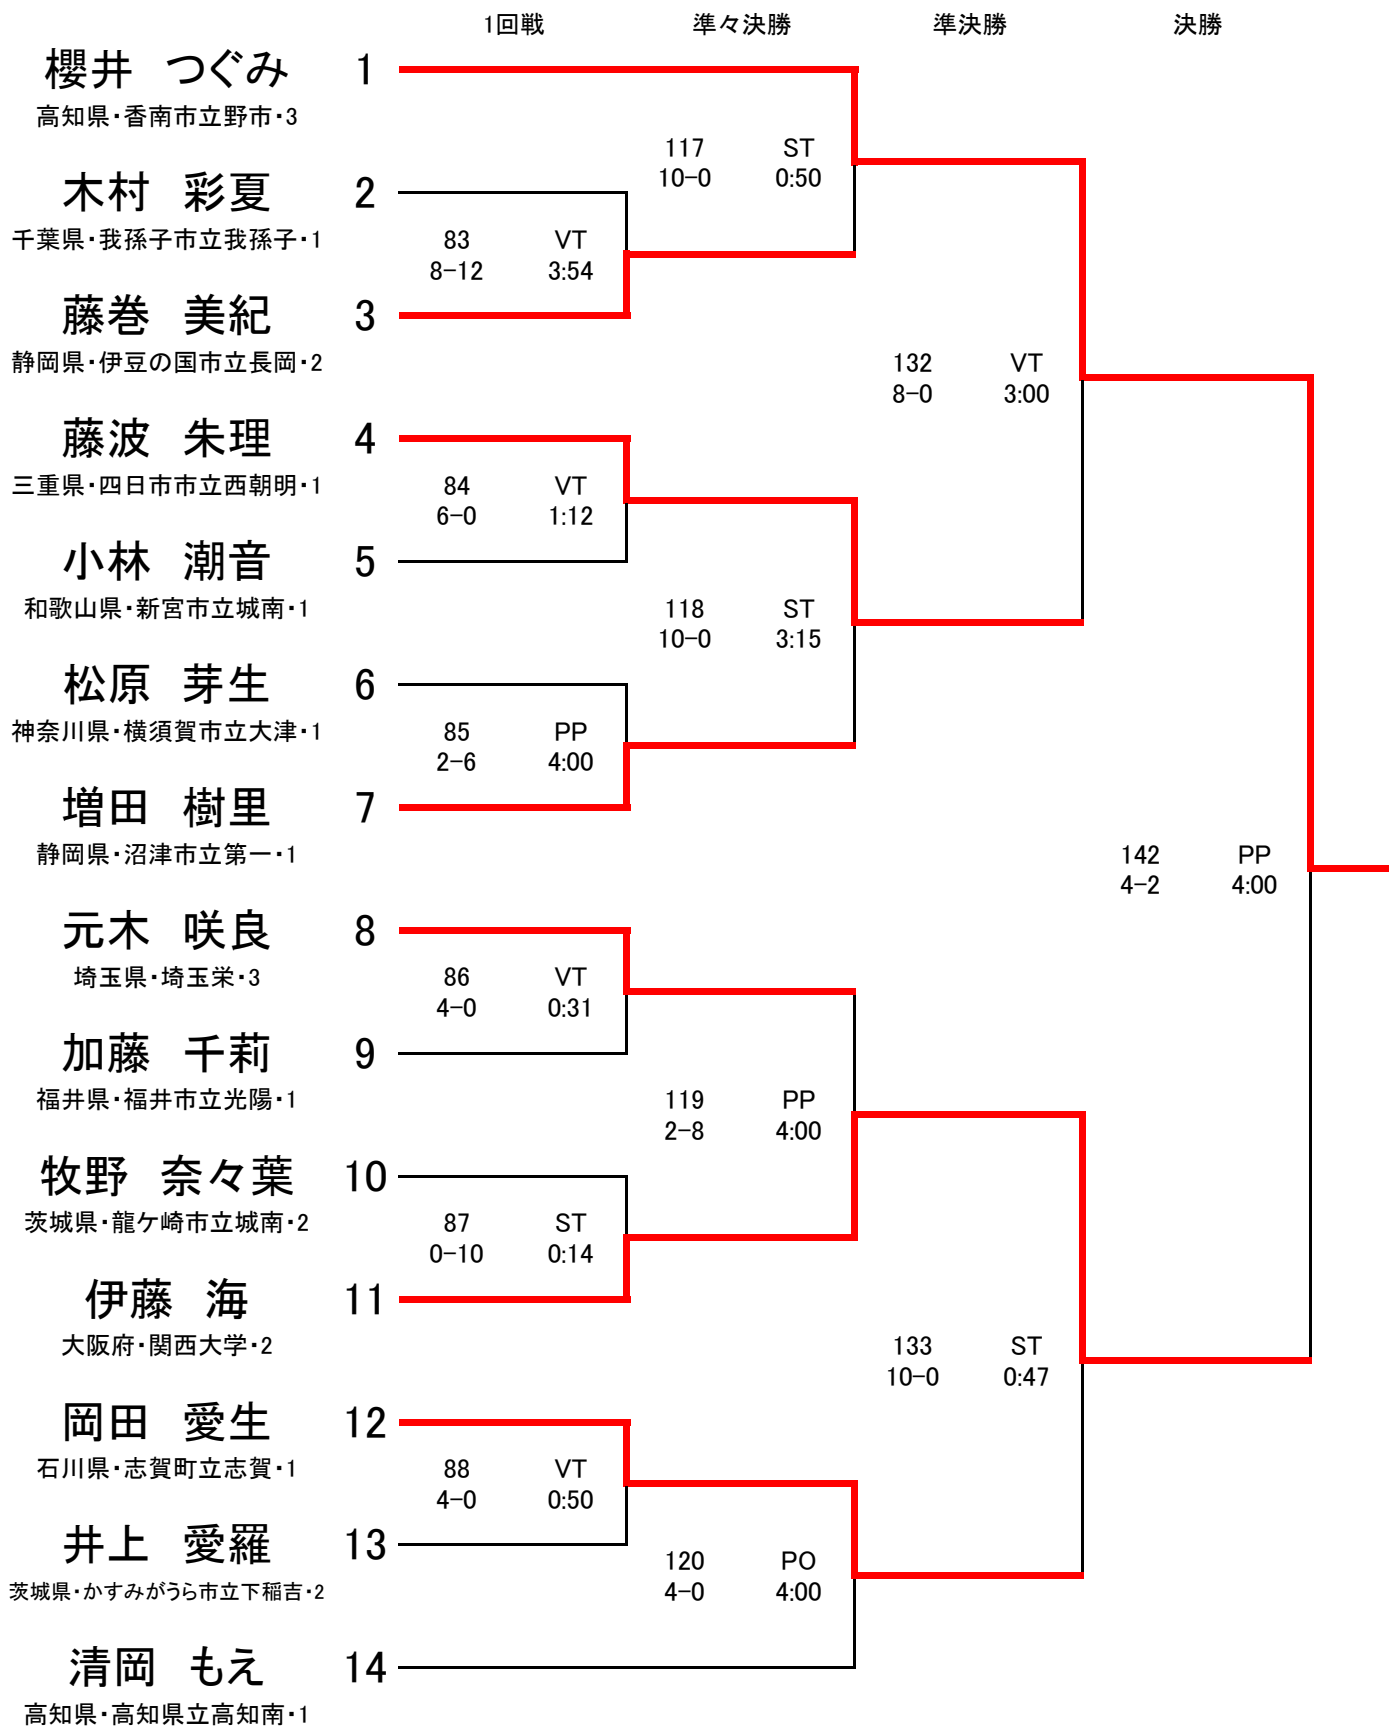 1回戦 準々決勝 準決勝 決勝
櫻井 つぐみ 1
高知県・香南市立野市・3
117 ST
10-0 0:50
木村 彩夏 2
千葉県・我孫子市立我孫子・1
83 VT
8-12 3:54
藤巻 美紀 3
静岡県・伊豆の国市立長岡・2
132 VT
8-0 3:00
藤波 朱理 4
三重県・四日市市立西朝明・1
84 VT
6-0 1:12
小林 潮音 5
和歌山県・新宮市立城南・1
118 ST
10-0 3:15
松原 芽生 6
神奈川県・横須賀市立大津・1
85 PP
2-6 4:00
増田 樹里 7
静岡県・沼津市立第一・1
142 PP
4-2 4:00
元木 咲良 8
埼玉県・埼玉栄・3
86 VT
4-0 0:31
加藤 千莉 9
福井県・福井市立光陽・1
119 PP
2-8 4:00
牧野 奈々葉 10
茨城県・龍ケ崎市立城南・2
87 ST
0-10 0:14
伊藤 海 11
大阪府・関西大学・2
133 ST
10-0 0:47
岡田 愛生 12
石川県・志賀町立志賀・1
88 VT
4-0 0:50
井上 愛羅 13
茨城県・かすみがうら市立下稲吉・2
120 PO
4-0 4:00
清岡 もえ 14
高知県・高知県立高知南・1